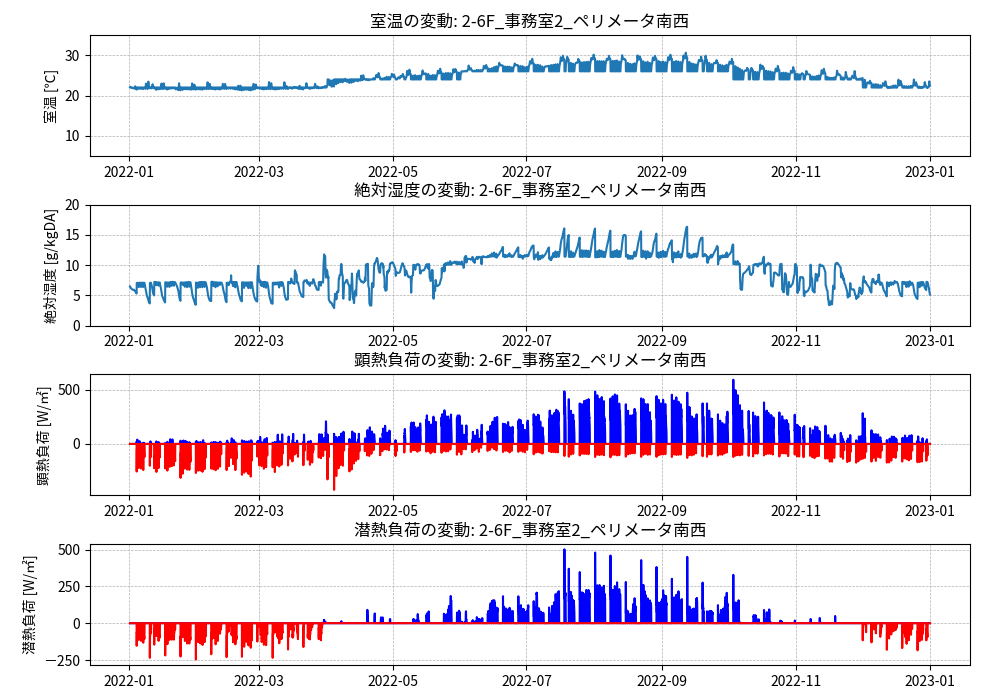 室温の変動: 2-6F_事務室2_ペリメータ南西
室温 [℃]
30
20
10
2022-01 2022-03 2022-05 2022-07 2022-09 2022-11 2023-01
絶対湿度の変動: 2-6F_事務室2_ペリメータ南西
絶対湿度 [g/kgDA]
20
15
10
5
0
2022-01 2022-03 2022-05 2022-07 2022-09 2022-11 2023-01
顕熱負荷の変動: 2-6F_事務室2_ペリメータ南西
顕熱負荷 [W/㎡]
500
0
2022-01 2022-03 2022-05 2022-07 2022-09 2022-11 2023-01
潜熱負荷の変動: 2-6F_事務室2_ペリメータ南西
潜熱負荷 [W/㎡]
500
250
0
−250
2022-01 2022-03 2022-05 2022-07 2022-09 2022-11 2023-01